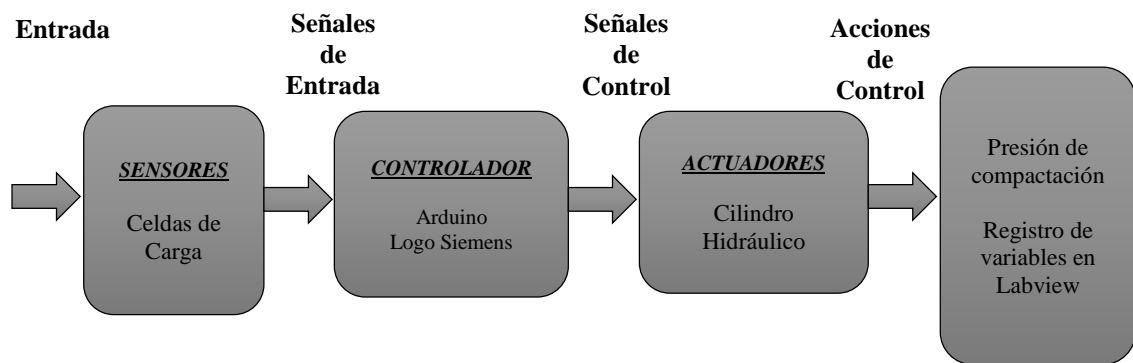 Entrada
Señales
de
Entrada
Señales
de
Control
Acciones
de
Control
SENSORES
Celdas de
Carga
CONTROLADOR
Arduino
Logo Siemens
ACTUADORES
Cilindro
Hidráulico
Presión de
compactación
Registro de
variables en
Labview